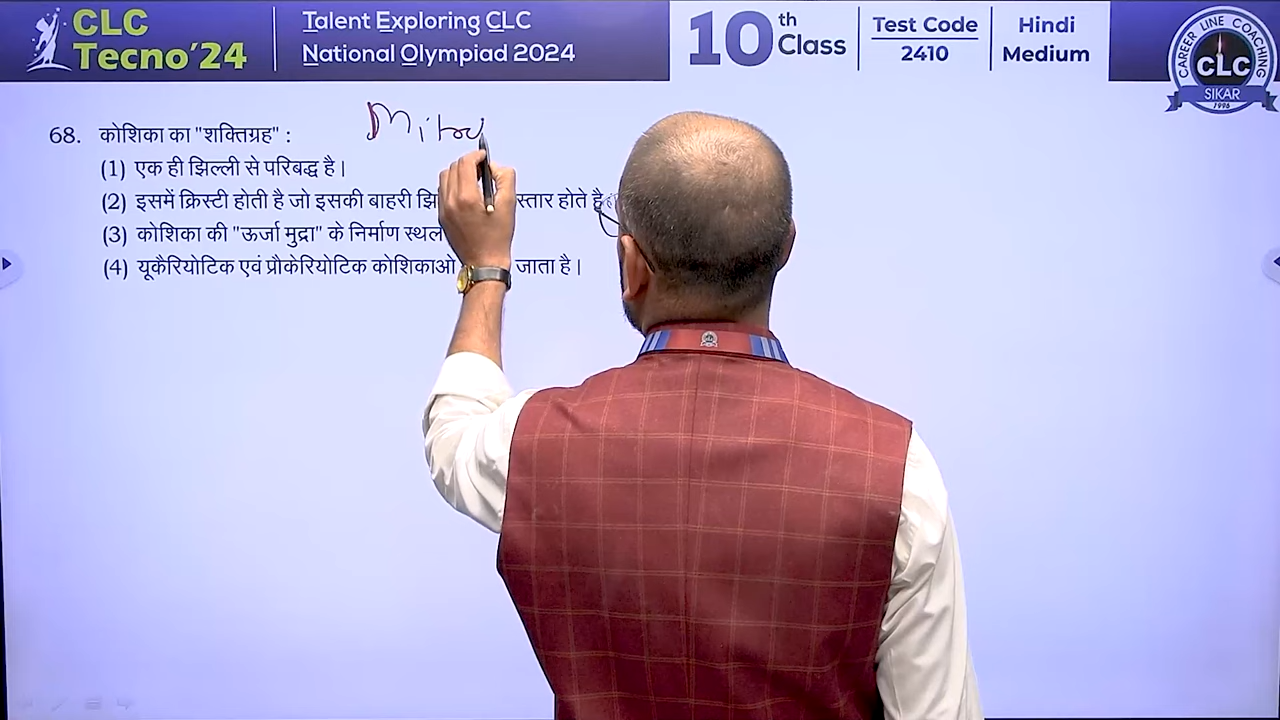 CLC
Tecno'24
Talent Exploring CLC
National Olympiad 2024
10th Class
Test Code
2410
Hindi
Medium
CAREER LINE COACHING
CLC
SIKAR
1996
68. कोशिका का "शक्तिग्रह" :
Mito
(1) एक ही झिल्ली से परिबद्ध है।
(2) इसमें क्रिस्टी होती है जो इसकी बाहरी होते है
(3) कोशिका की "ऊर्जा मुद्रा" के निर्माण स्थल
(4) यूकैरियोटिक एवं प्रौकेरियोटिक कोशिकाओ जाता है।